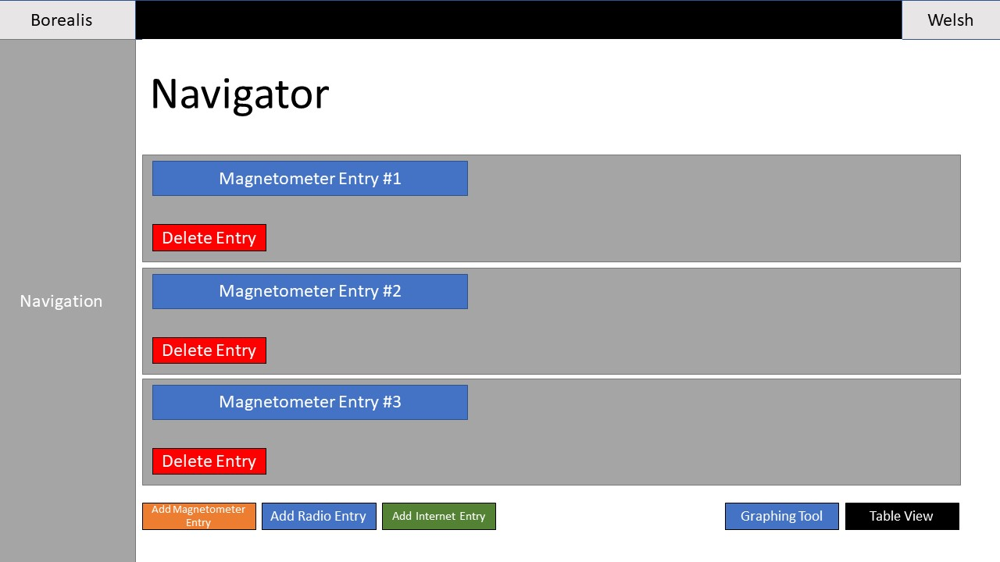 Borealis
Welsh
Navigator
Magnetometer Entry #1
Delete Entry
Navigation
Magnetometer Entry #2
Delete Entry
Magnetometer Entry #3
Delete Entry
Add Magnetometer
Entry
Add Radio Entry
Add Internet Entry
Graphing Tool
Table View